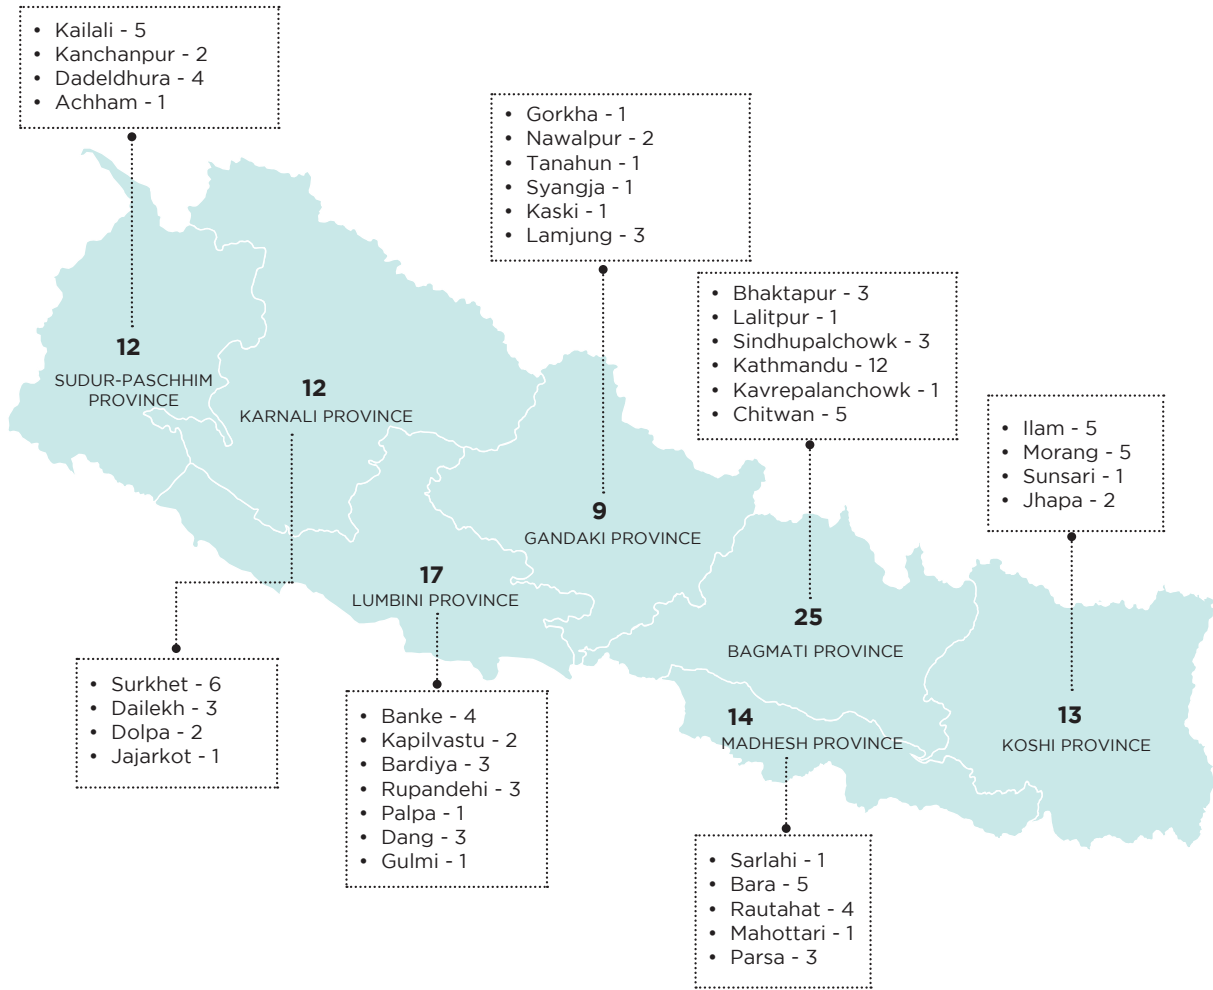 • Kailali - 5
• Kanchanpur - 2
• Dadeldhura - 4
• Achham - 1
• Gorkha - 1
• Nawalpur - 2
• Tanahun - 1
• Syangja - 1
• Kaski - 1
• Lamjung - 3
• Bhaktapur - 3
• Lalitpur - 1
• Sindhupalchowk - 3
• Kathmandu - 12
• Kavrepalanchowk - 1
• Chitwan - 5
• Ilam - 5
• Morang - 5
• Sunsari - 1
• Jhapa - 2
12
SUDUR-PASCHHIM
PROVINCE
12
KARNALI PROVINCE
9
GANDAKI PROVINCE
17
LUMBINI PROVINCE
25
BAGMATI PROVINCE
14
MADHESH PROVINCE
13
KOSHI PROVINCE
• Surkhet - 6
• Dailekh - 3
• Dolpa - 2
• Jajarkot - 1
• Banke - 4
• Kapilvastu - 2
• Bardiya - 3
• Rupandehi - 3
• Palpa - 1
• Dang - 3
• Gulmi - 1
• Sarlahi - 1
• Bara - 5
• Rautahat - 4
• Mahottari - 1
• Parsa - 3